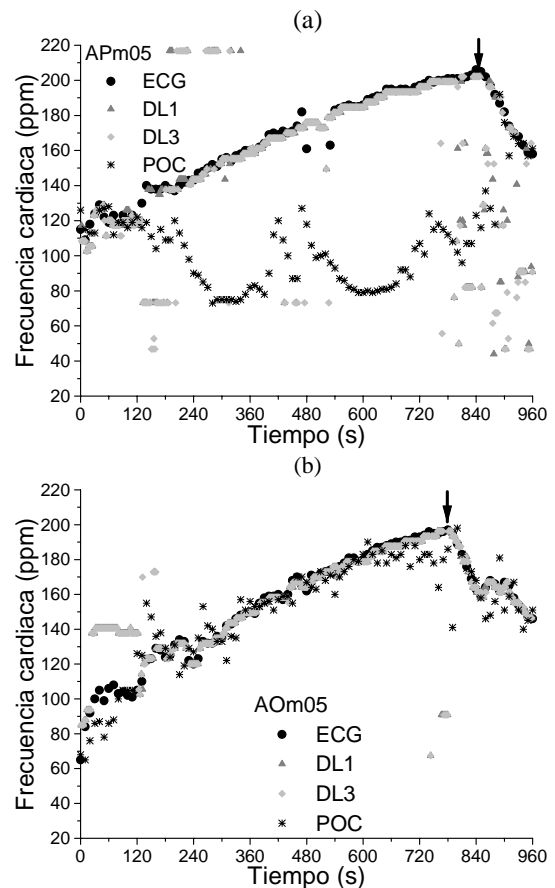 (a)
APm05
ECG
DL1
DL3
POC
Frecuencia cardiaca (ppm)
220
200
180
160
140
120
100
80
60
40
20
0 120 240 360 480 600 720 840 960
Tiempo (s)
(b)
Frecuencia cardiaca (ppm)
220
200
180
160
140
120
100
80
60
40
20
AOm05
ECG
DL1
DL3
POC
0 120 240 360 480 600 720 840 960
Tiempo (s)